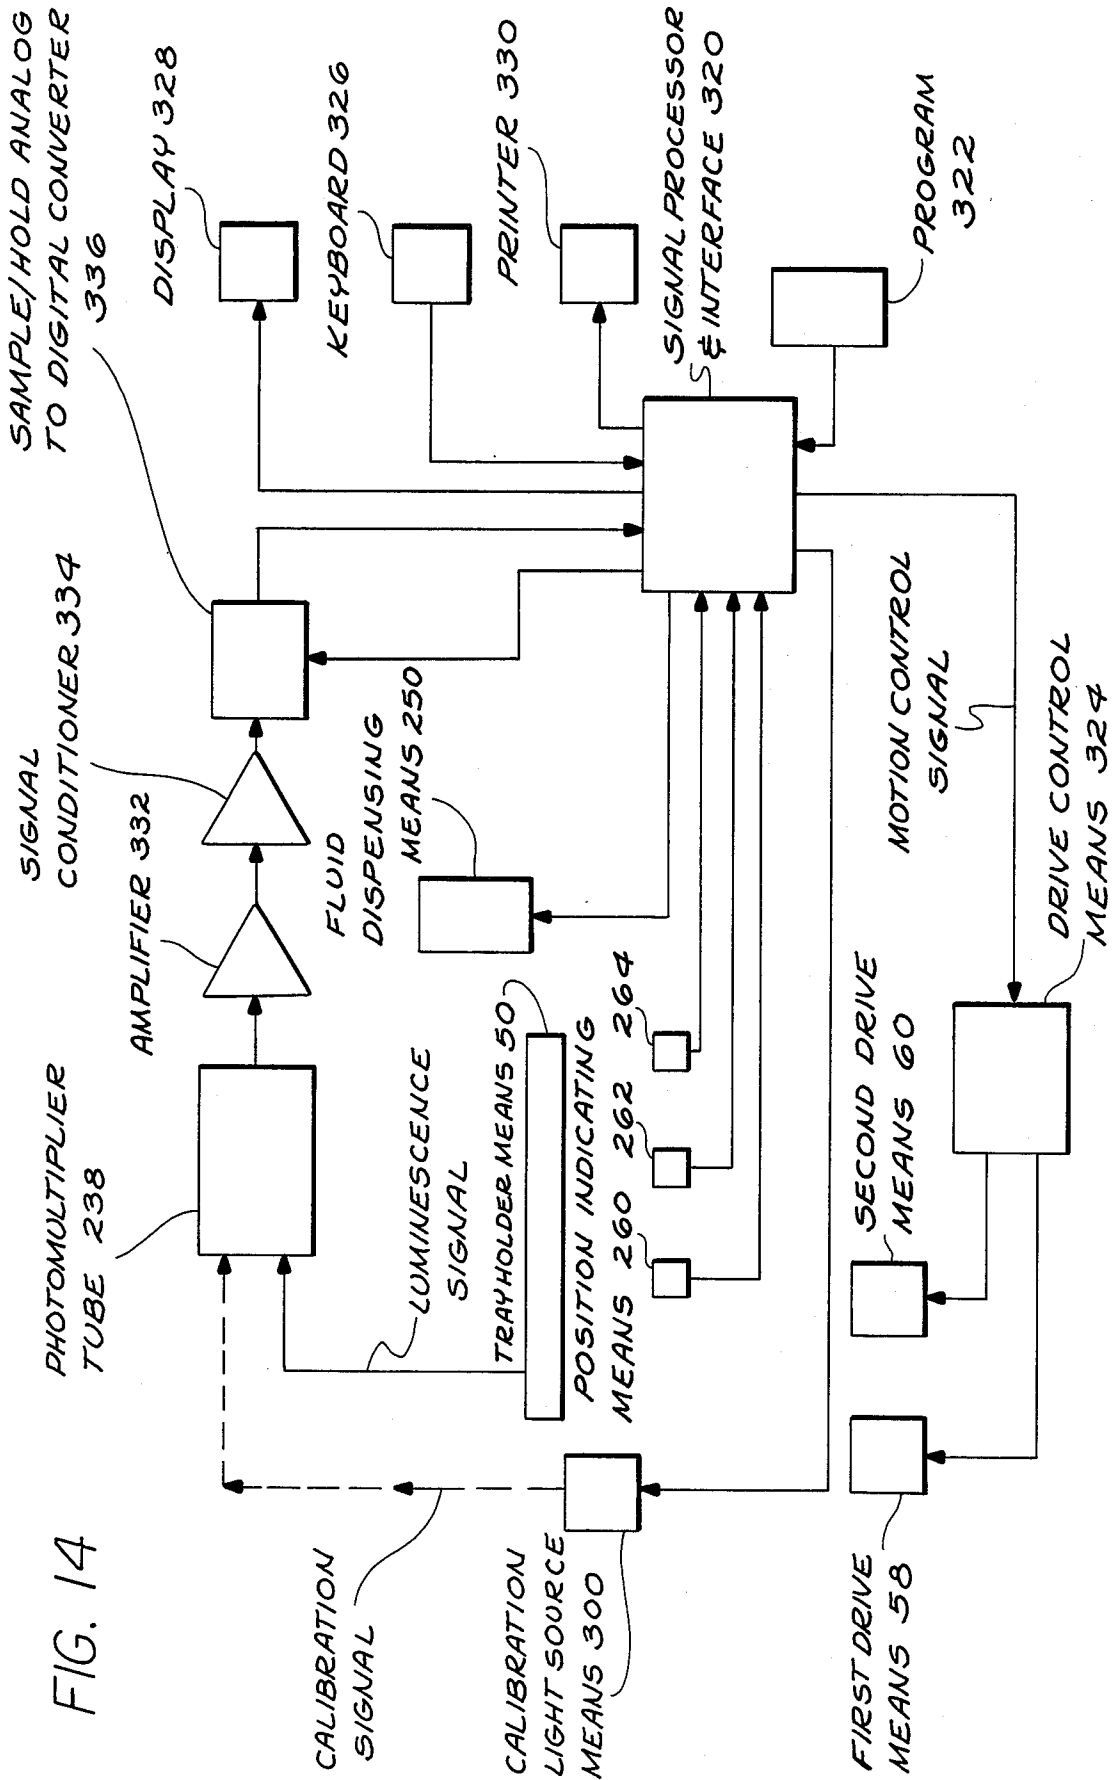 FIG. 14
PHOTOMULTIPLIER
TUBE 238
AMPLIFIER 332
SIGNAL
CONDITIONER 334
SAMPLE/HOLD ANALOG
TO DIGITAL CONVERTER
336
DISPLAY 328
KEYBOARD 326
PRINTER 330
SIGNAL PROCESSOR
& INTERFACE 320
PROGRAM
322
CALIBRATION
SIGNAL
LUMINESCENCE
SIGNAL
TRAYHOLDER MEANS 50
FLUID
DISPENSING
MEANS 250
CALIBRATION
LIGHT SOURCE
MEANS 300
POSITION INDICATING
MEANS 260
262
264
MOTION CONTROL
SIGNAL
FIRST DRIVE
MEANS 58
SECOND DRIVE
MEANS 60
DRIVE CONTROL
MEANS 324